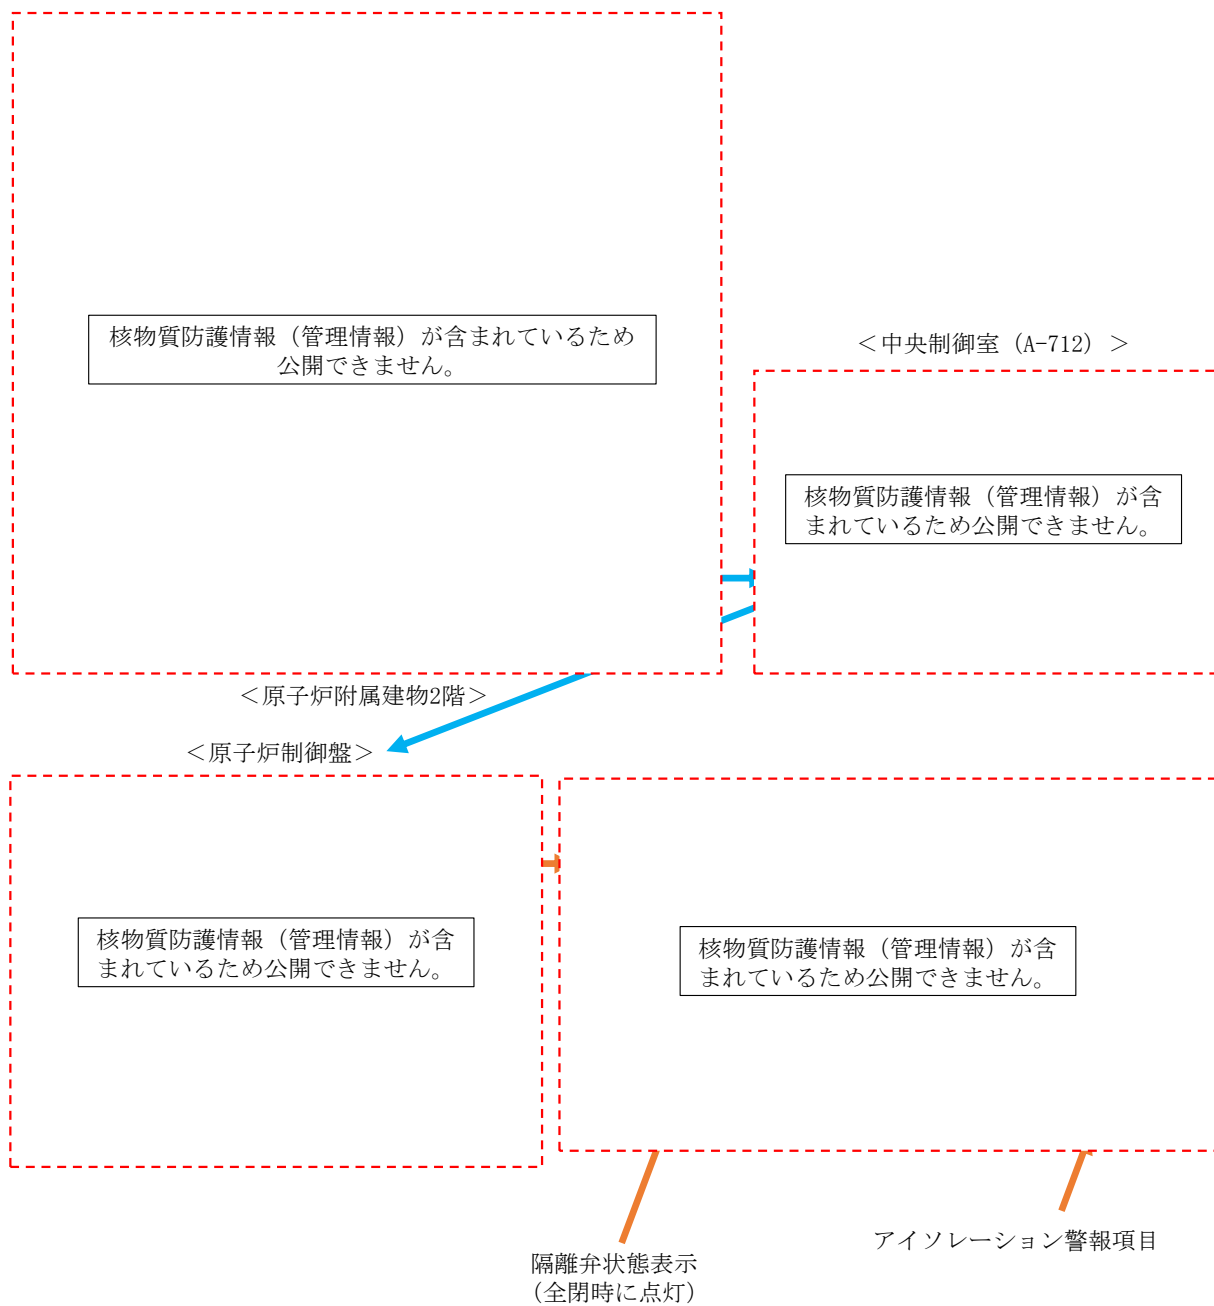 核物質防護情報（管理情報）が含まれているため
公開できません。
＜中央制御室（A-712）＞
核物質防護情報（管理情報）が含
まれているため公開できません。
＜原子炉附属建物2階＞
＜原子炉制御盤＞
核物質防護情報（管理情報）が含
まれているため公開できません。
核物質防護情報（管理情報）が含
まれているため公開できません。
隔離弁状態表示
（全閉時に点灯）
アイソレーション警報項目